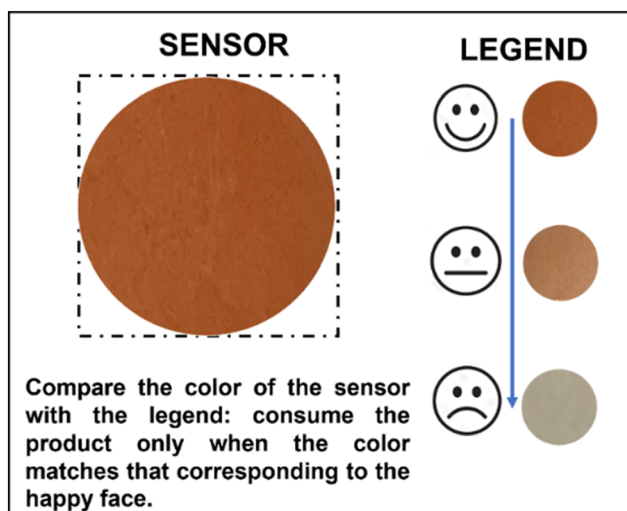 SENSOR
LEGEND
Compare the color of the sensor
with the legend: consume the
product only when the color
matches that corresponding to the
happy face.